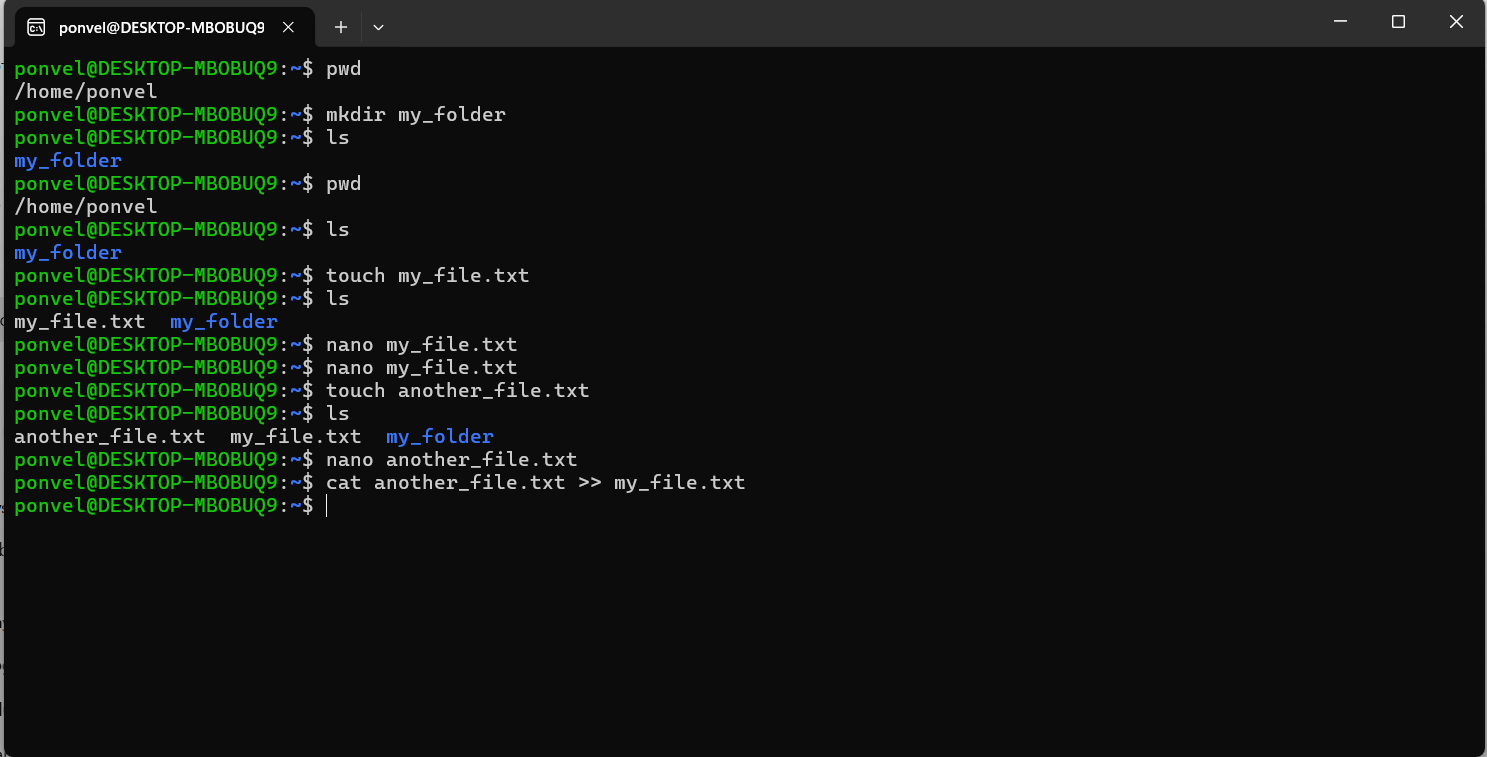 ponvel@DESKTOP-MBOBUQ9
ponvel@DESKTOP-MBOBUQ9:~$ pwd
/home/ponvel
ponvel@DESKTOP-MBOBUQ9:~$ mkdir my_folder
ponvel@DESKTOP-MBOBUQ9:~$ ls
my_folder
ponvel@DESKTOP-MBOBUQ9:~$ pwd
/home/ponvel
ponvel@DESKTOP-MBOBUQ9:~$ ls
my_folder
ponvel@DESKTOP-MBOBUQ9:~$ touch my_file.txt
ponvel@DESKTOP-MBOBUQ9:~$ ls
my_file.txt  my_folder
ponvel@DESKTOP-MBOBUQ9:~$ nano my_file.txt
ponvel@DESKTOP-MBOBUQ9:~$ nano my_file.txt
ponvel@DESKTOP-MBOBUQ9:~$ touch another_file.txt
ponvel@DESKTOP-MBOBUQ9:~$ ls
another_file.txt  my_file.txt  my_folder
ponvel@DESKTOP-MBOBUQ9:~$ nano another_file.txt
ponvel@DESKTOP-MBOBUQ9:~$ cat another_file.txt >> my_file.txt
ponvel@DESKTOP-MBOBUQ9:~$